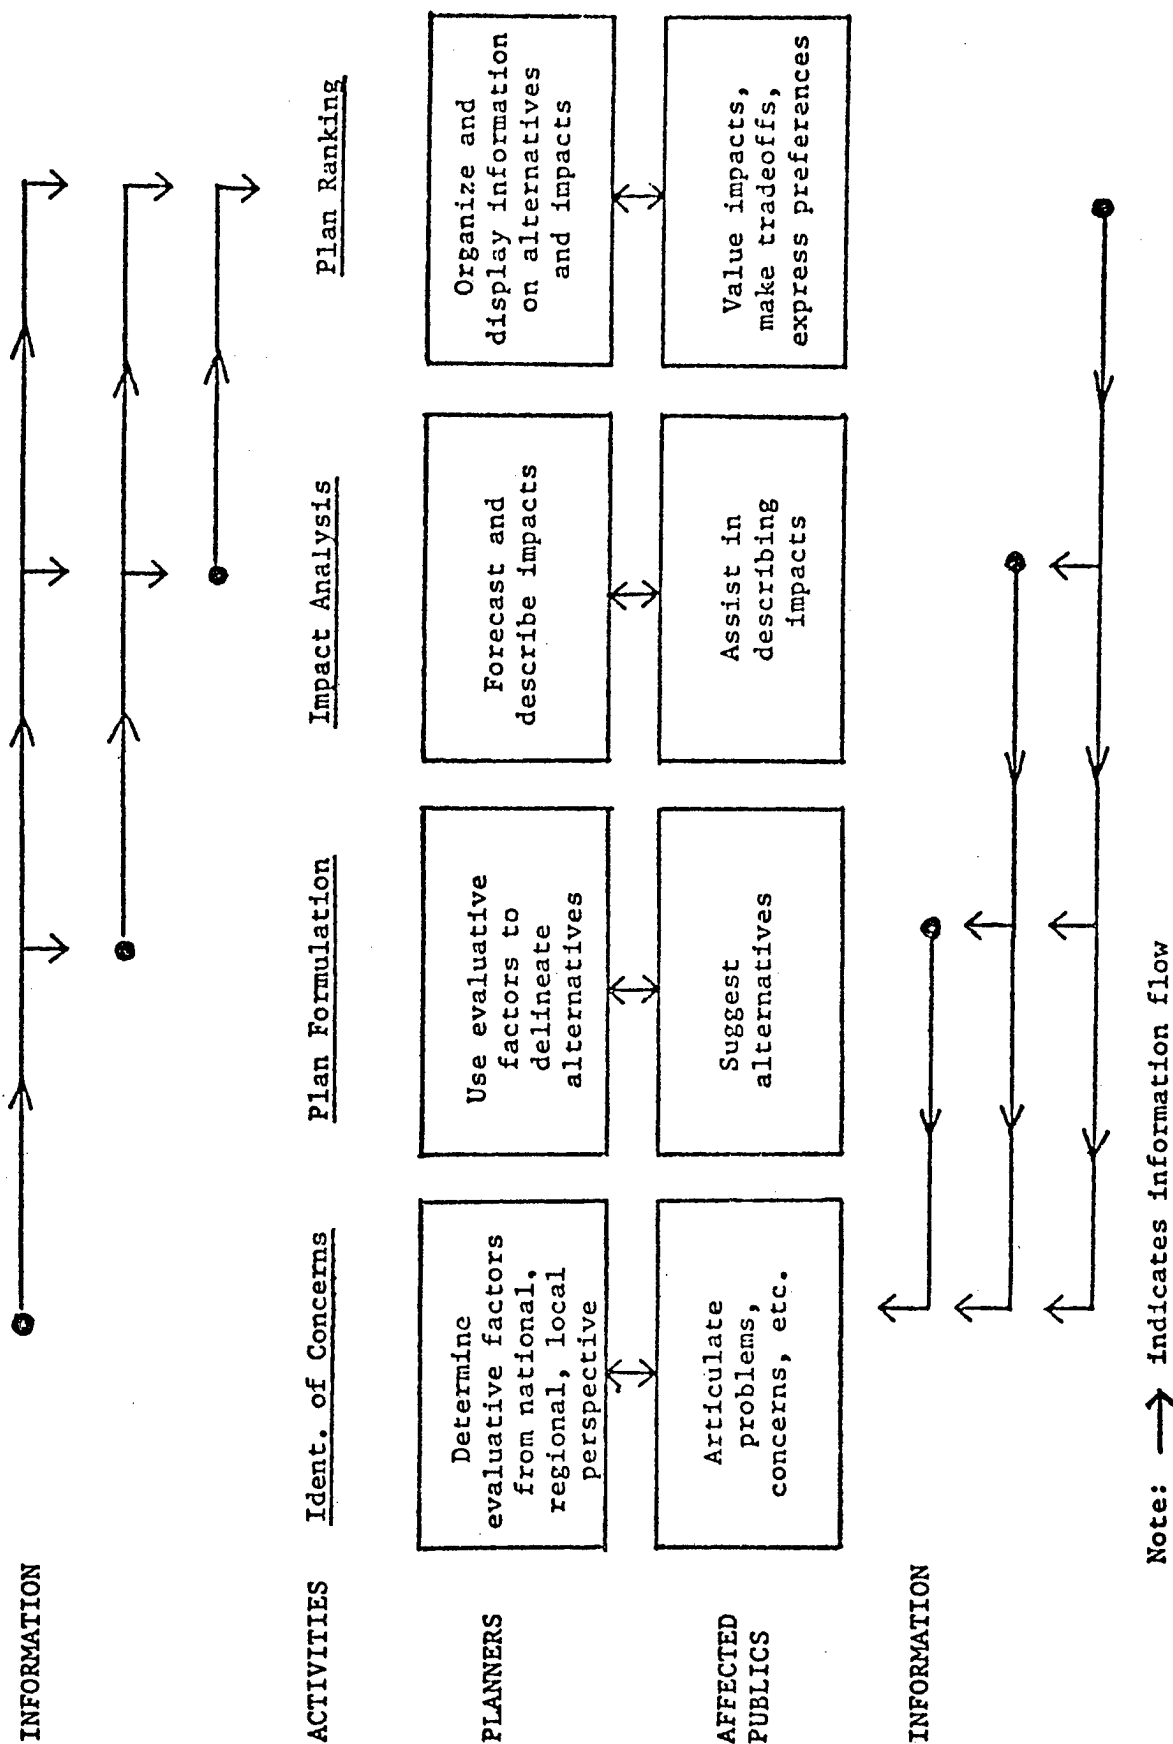 INFORMATION
ACTIVITIES
Ident. of Concerns
Plan Formulation
Impact Analysis
Plan Ranking
PLANNERS
Determine
evaluative factors
from national,
regional, local
perspective
Use evaluative
factors to
delineate
alternatives
Forecast and
describe impacts
Organize and
display information
on alternatives
and impacts
AFFECTED
PUBLICS
Articulate
problems,
concerns, etc.
Suggest
alternatives
Assist in
describing
impacts
Value impacts,
make tradeoffs,
express preferences
INFORMATION
Note: → indicates information flow